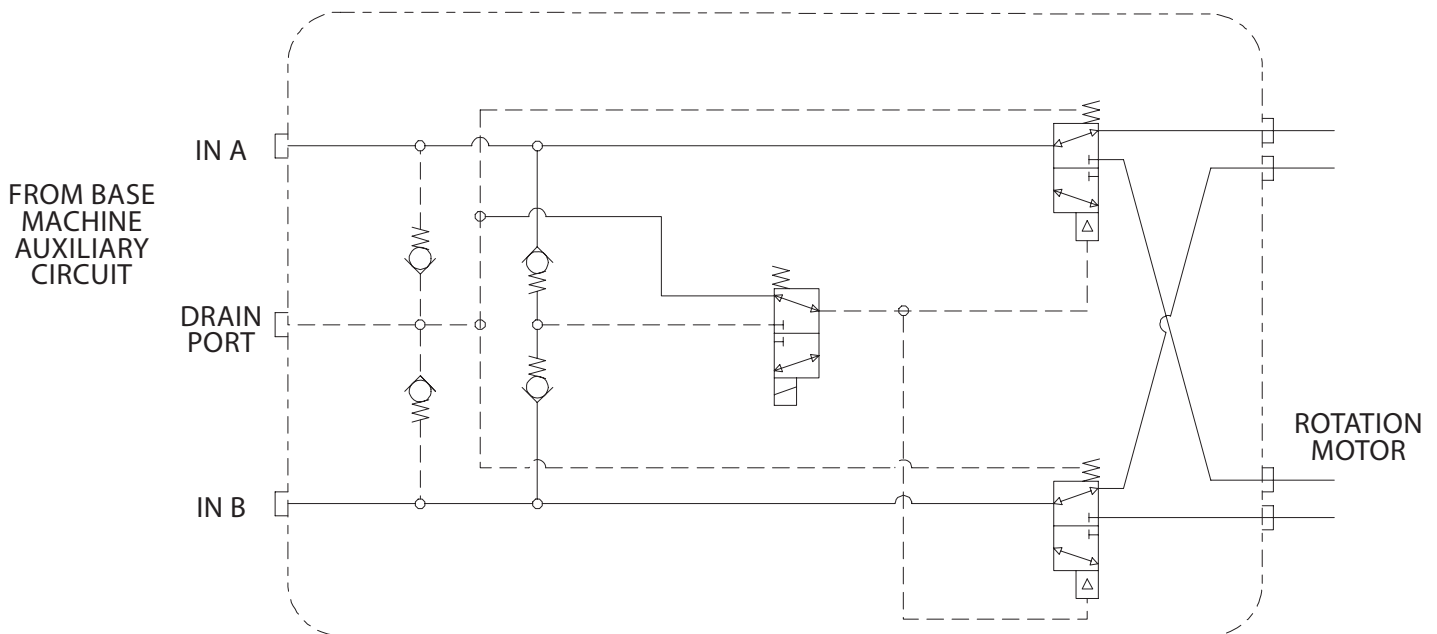 IN A
FROM BASE
MACHINE
AUXILIARY
CIRCUIT
DRAIN
PORT
IN B
ROTATION
MOTOR